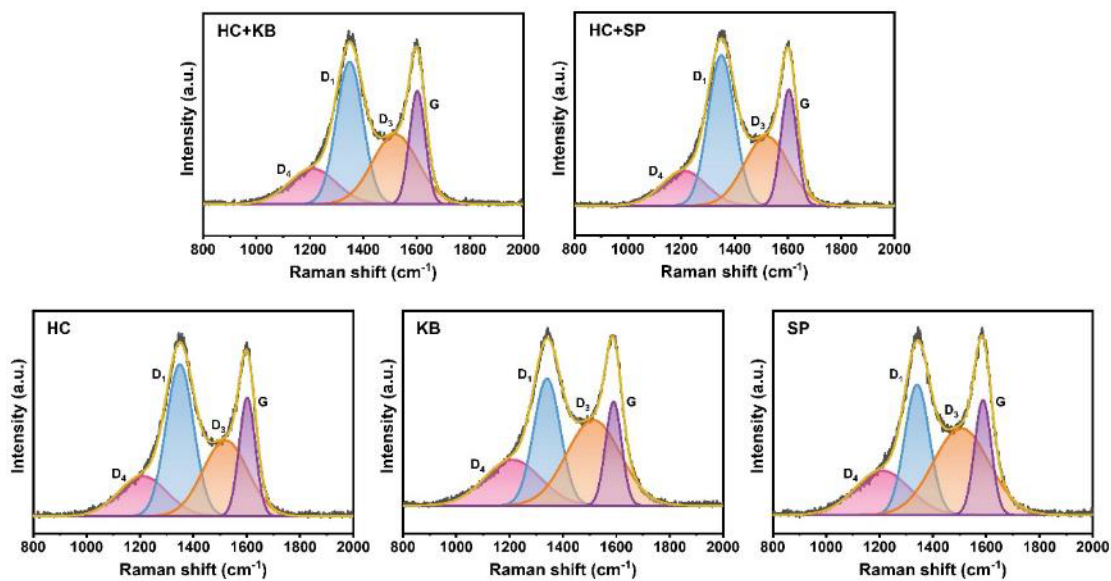 HC+KB
D₁
D₃
D₄
G
Intensity (a.u.)
800 1000 1200 1400 1600 1800 2000
Raman shift (cm⁻¹)
HC+SP
D₁
D₃
D₄
G
Intensity (a.u.)
800 1000 1200 1400 1600 1800 2000
Raman shift (cm⁻¹)
HC
D₁
D₃
D₄
G
Intensity (a.u.)
800 1000 1200 1400 1600 1800 2000
Raman shift (cm⁻¹)
KB
D₁
D₃
D₄
G
Intensity (a.u.)
800 1000 1200 1400 1600 1800 2000
Raman shift (cm⁻¹)
SP
D₁
D₃
D₄
G
Intensity (a.u.)
800 1000 1200 1400 1600 1800 2000
Raman shift (cm⁻¹)